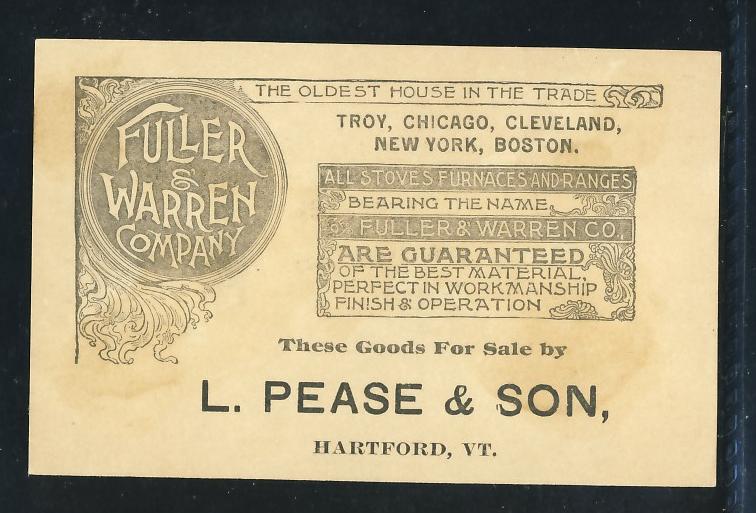 FULLER
&
WARREN
COMPANY
THE OLDEST HOUSE IN THE TRADE
TROY, CHICAGO, CLEVELAND,
NEW YORK, BOSTON.
ALL STOVES FURNACES AND RANGES
BEARING THE NAME
OF FULLER & WARREN CO.
ARE GUARANTEED
OF THE BEST MATERIAL,
PERFECT IN WORKMANSHIP
FINISH & OPERATION
These Goods For Sale by
L. PEASE & SON,
HARTFORD, VT.